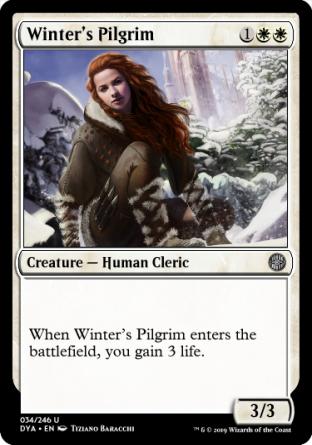 Winter's Pilgrim 1
Creature — Human Cleric
When Winter's Pilgrim enters the
battlefield, you gain 3 life.
3/3
034/246 U
DYA • EN Tiziano Baracchi
™ & © 2019 Wizards of the Coast